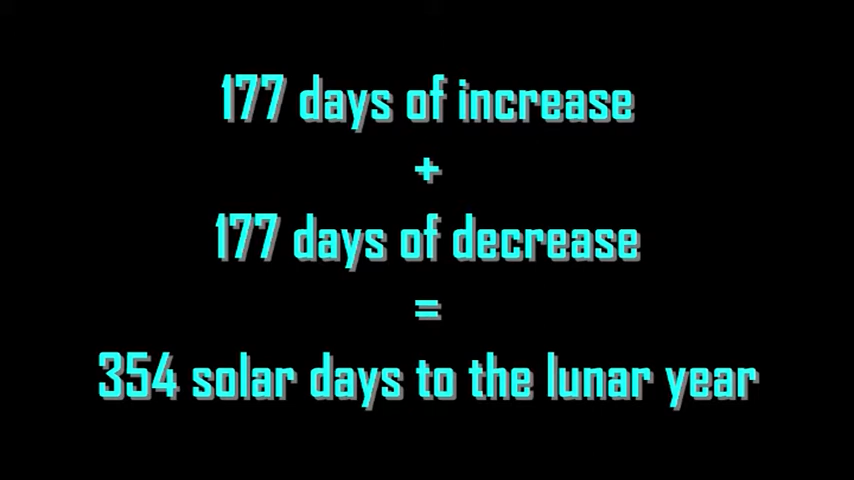 177 days of increase
+
177 days of decrease
=
354 solar days to the lunar year